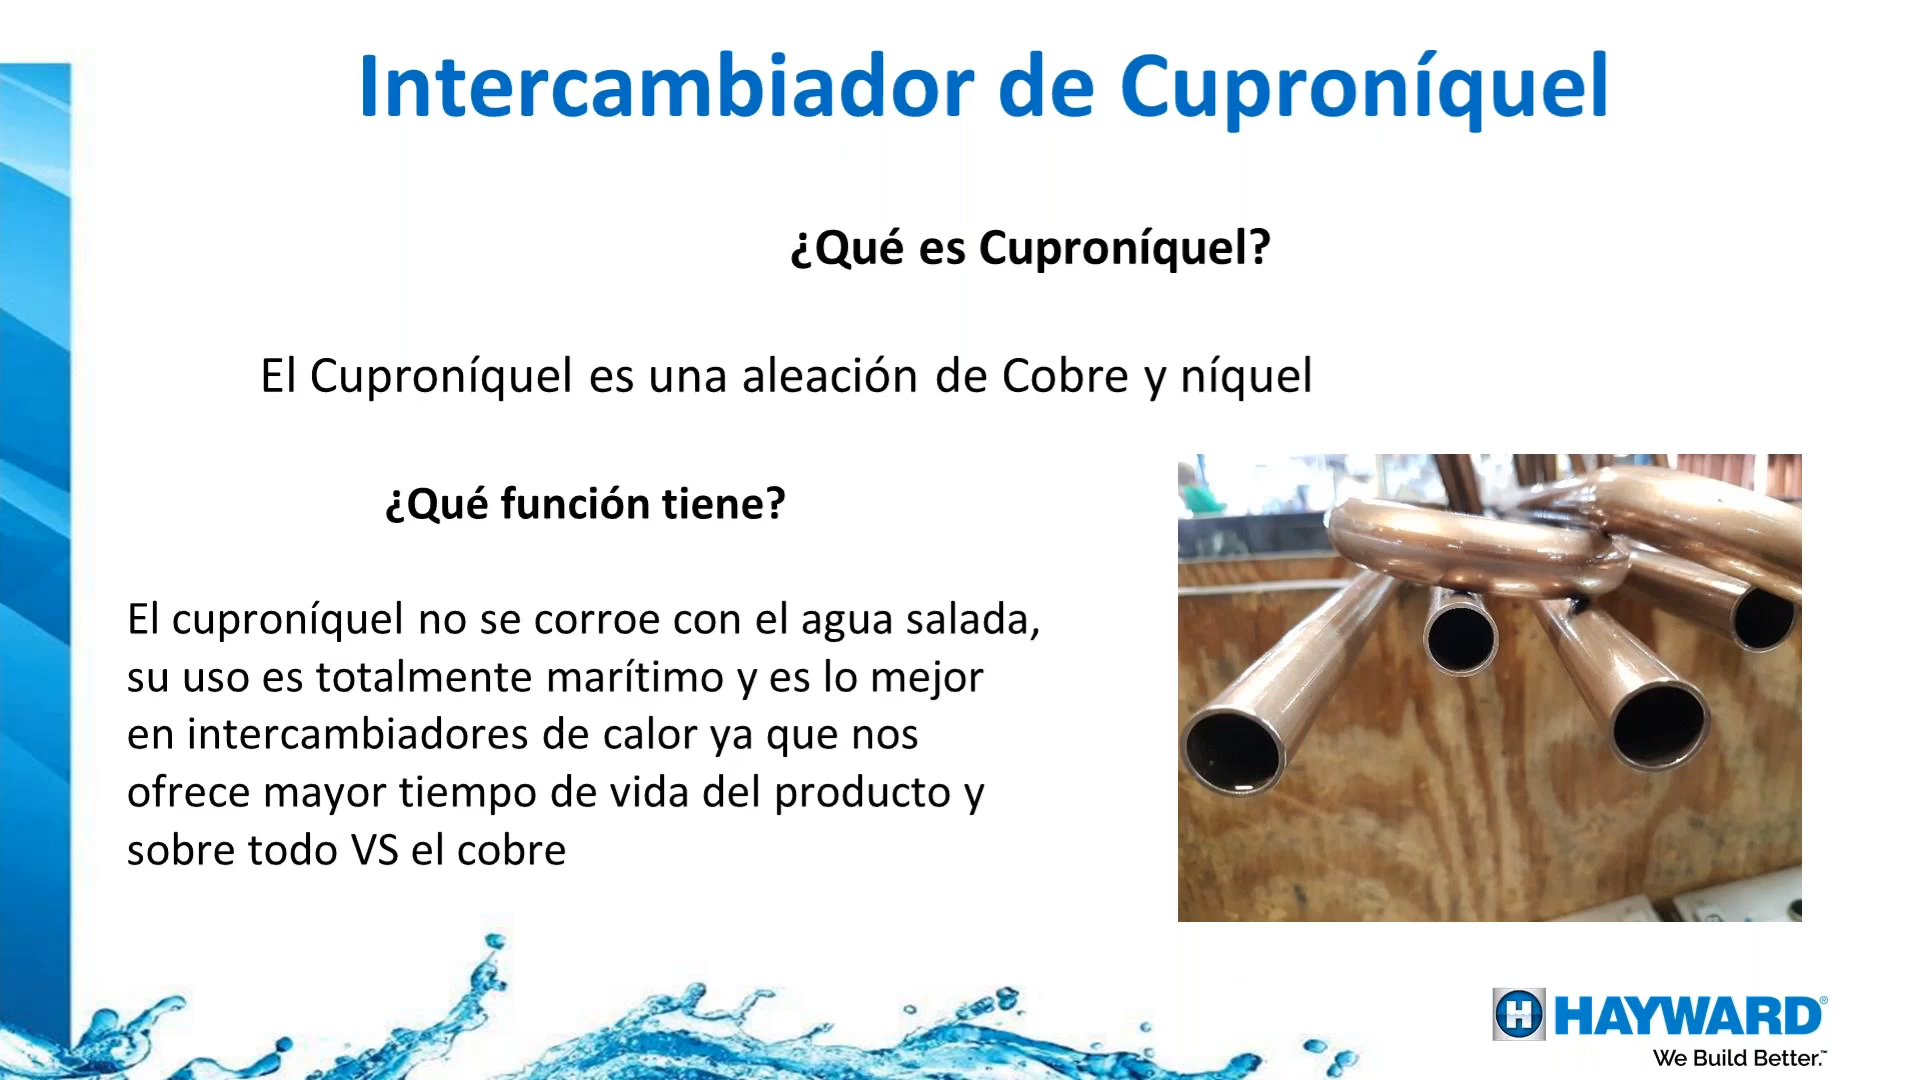 Intercambiador de Cuproníquel
¿Qué es Cuproníquel?
El Cuproníquel es una aleación de Cobre y níquel
¿Qué función tiene?
El cuproníquel no se corroe con el agua salada,
su uso es totalmente marítimo y es lo mejor
en intercambiadores de calor ya que nos
ofrece mayor tiempo de vida del producto y
sobre todo VS el cobre
H HAYWARD®
We Build Better.™